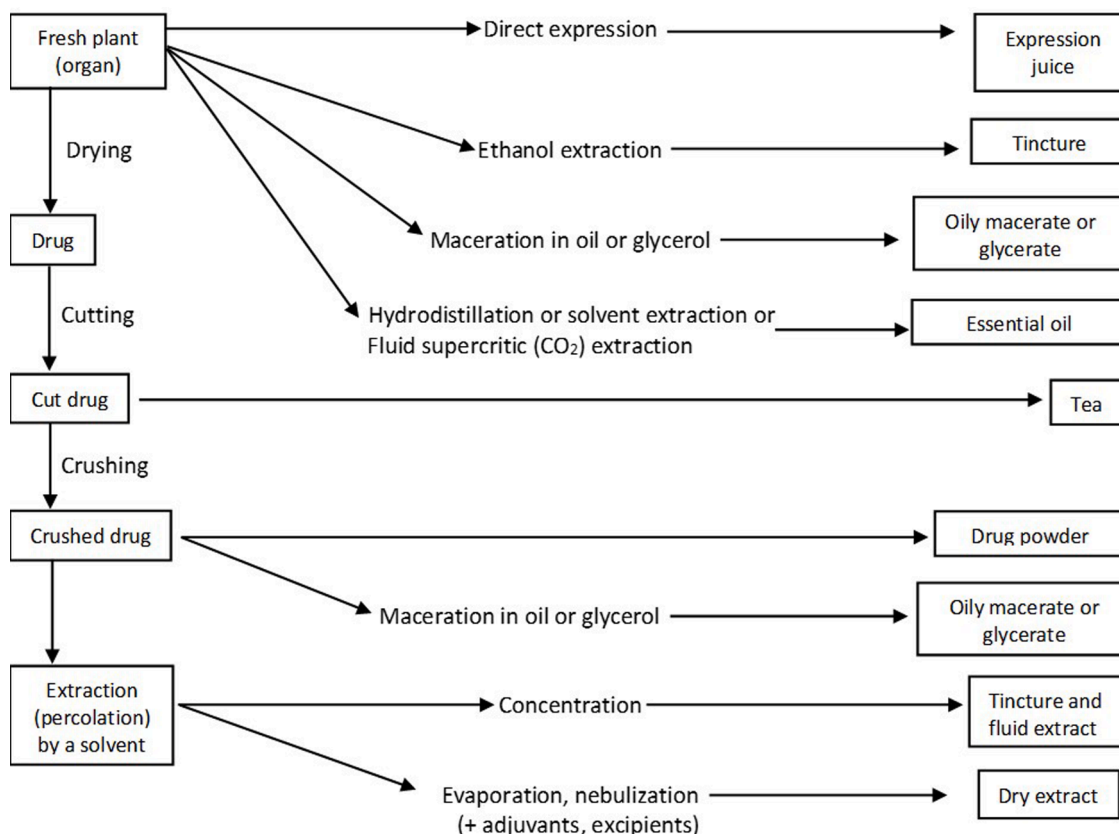 Fresh plant
(organ)
Direct expression
Expression
juice
Drying
Ethanol extraction
Tincture
Drug
Maceration in oil or glycerol
Oily macerate or
glycerate
Cutting
Hydrodistillation or solvent extraction or
Fluid supercritic (CO₂) extraction
Essential oil
Cut drug
Tea
Crushing
Crushed drug
Drug powder
Maceration in oil or glycerol
Oily macerate or
glycerate
Extraction
(percolation)
by a solvent
Concentration
Tincture and
fluid extract
Evaporation, nebulization
(+ adjuvants, excipients)
Dry extract